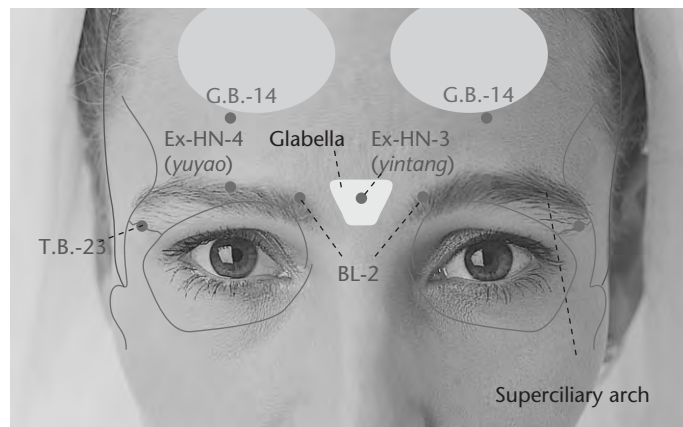 G.B.-14
G.B.-14
Ex-HN-4
(yuyao)
Glabella
Ex-HN-3
(yintang)
T.B.-23
BL-2
Superciliary arch